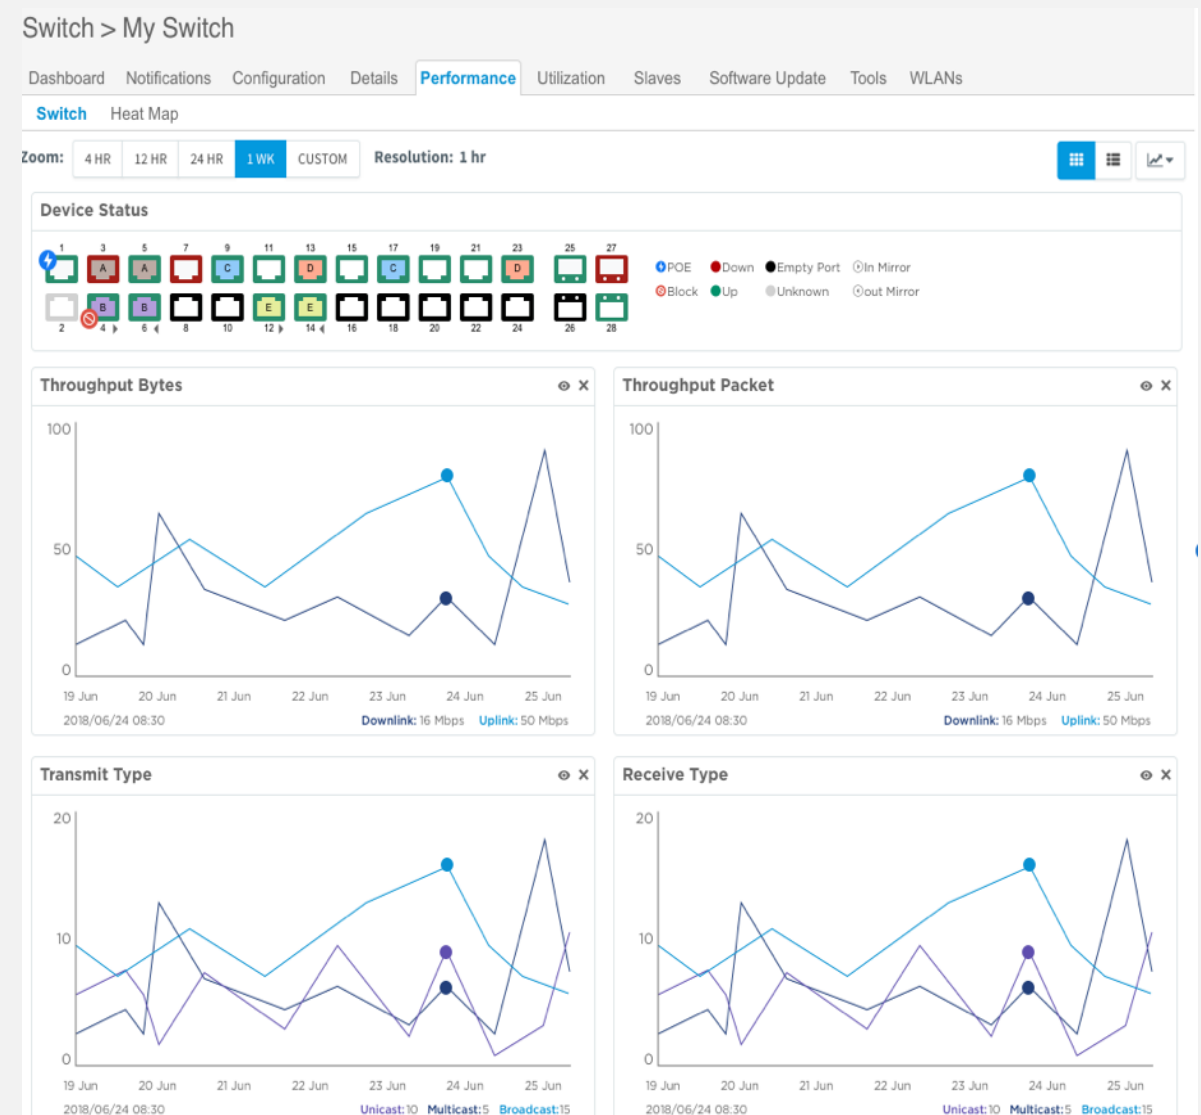 Switch > My Switch
Dashboard Notifications Configuration Details Performance Utilization Slaves Software Update Tools WLANs
Switch Heat Map
Zoom: 4 HR 12 HR 24 HR 1 WK CUSTOM Resolution: 1 hr
Device Status
1 3 5 7 9 11 13 15 17 19 21 23 25 27
A A C D C D
POE Down Empty Port In Mirror
Block Up Unknown out Mirror
B B E E
2 4 6 8 10 12 14 16 18 20 22 24 26 28
Throughput Bytes
100
50
0
19 Jun 20 Jun 21 Jun 22 Jun 23 Jun 24 Jun 25 Jun
2018/06/24 08:30 Downlink: 16 Mbps Uplink: 50 Mbps
Throughput Packet
100
50
0
19 Jun 20 Jun 21 Jun 22 Jun 23 Jun 24 Jun 25 Jun
2018/06/24 08:30 Downlink: 16 Mbps Uplink: 50 Mbps
Transmit Type
20
10
0
19 Jun 20 Jun 21 Jun 22 Jun 23 Jun 24 Jun 25 Jun
2018/06/24 08:30 Unicast:10 Multicast:5 Broadcast:15
Receive Type
20
10
0
19 Jun 20 Jun 21 Jun 22 Jun 23 Jun 24 Jun 25 Jun
2018/06/24 08:30 Unicast:10 Multicast:5 Broadcast:15